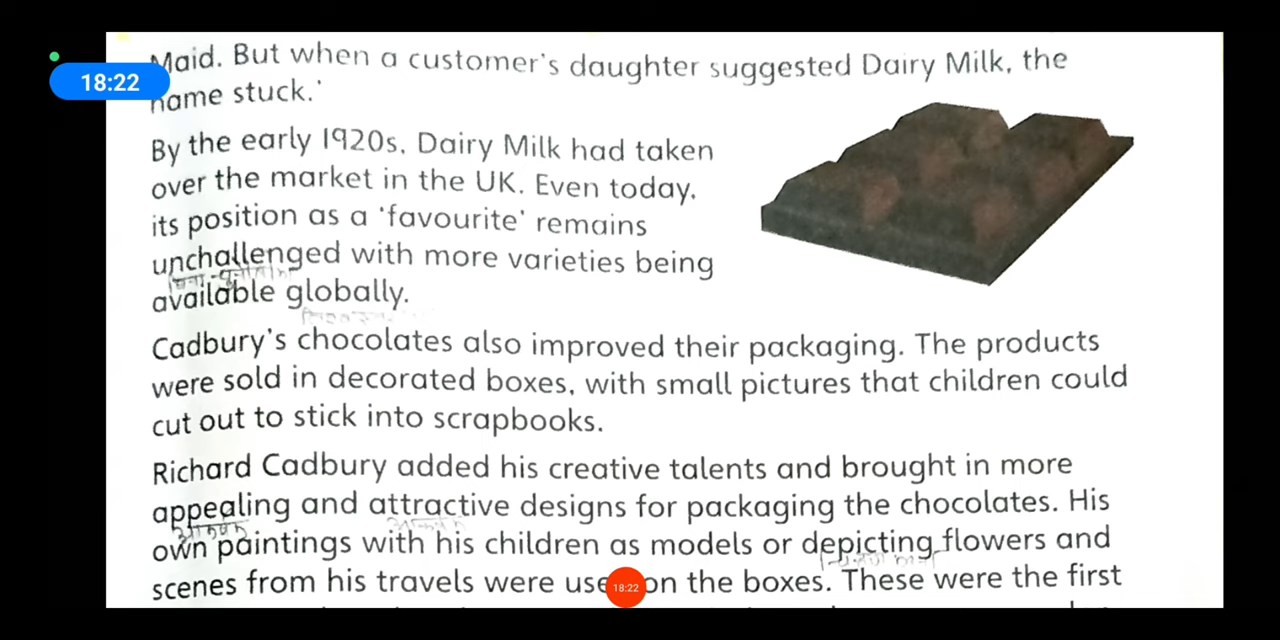 18:22
Maid. But when a customer's daughter suggested Dairy Milk, the
name stuck.'
By the early 1920s, Dairy Milk had taken
over the market in the UK. Even today,
its position as a 'favourite' remains
unchallenged with more varieties being
available globally.
Cadbury's chocolates also improved their packaging. The products
were sold in decorated boxes, with small pictures that children could
cut out to stick into scrapbooks.
Richard Cadbury added his creative talents and brought in more
appealing and attractive designs for packaging the chocolates. His
own paintings with his children as models or depicting flowers and
scenes from his travels were on the boxes. These were the first
18:22